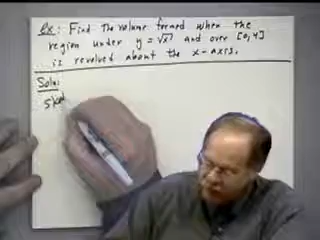 ex: Find the volume formed when the
region under y = √x and over [0,4]
is revolved about the x-axis.
Soln:
Sket